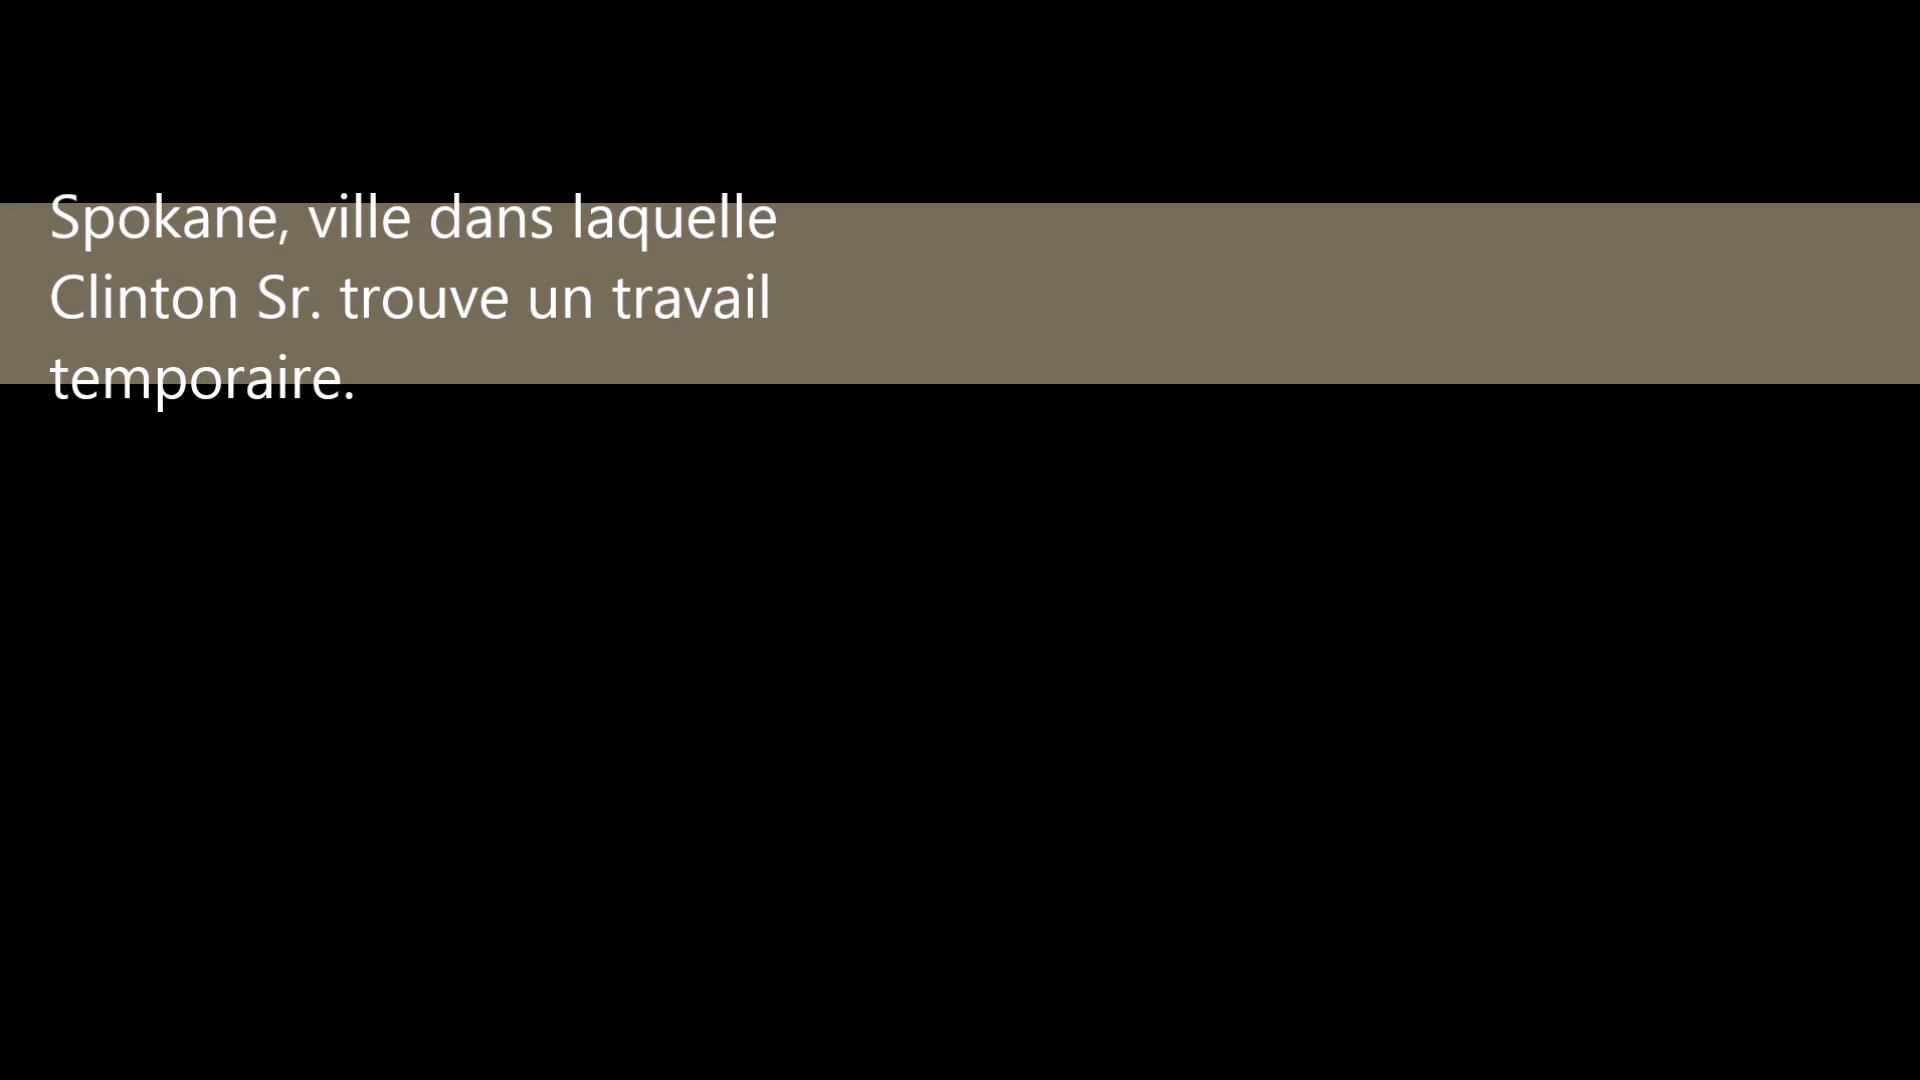 Spokane, ville dans laquelle
Clinton Sr. trouve un travail
temporaire.